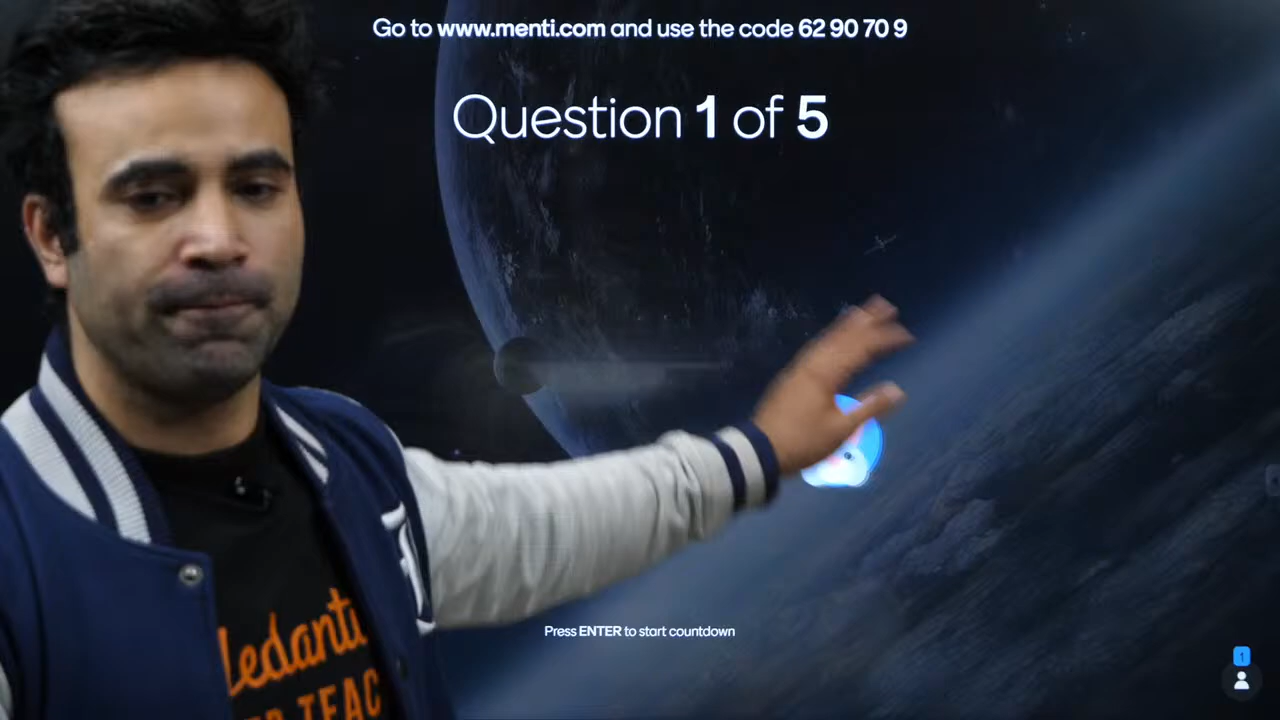 Go to www.menti.com and use the code 62 90 70 9
Question 1 of 5
Press ENTER to start countdown
1